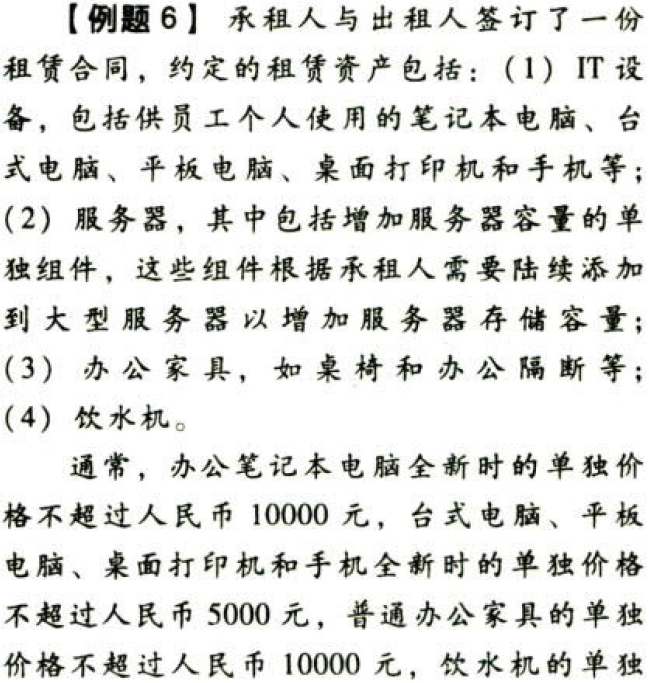 【例题6】 承租人与出租人签订了一份
租赁合同，约定的租赁资产包括：(1) IT设
备，包括供员工个人使用的笔记本电脑、台
式电脑、平板电脑、桌面打印机和手机等；
(2) 服务器，其中包括增加服务器容量的单
独组件，这些组件根据承租人需要陆续添加
到大型服务器以增加服务器存储容量；
(3) 办公家具，如桌椅和办公隔断等；
(4) 饮水机。
通常，办公笔记本电脑全新时的单独价
格不超过人民币 10000 元，台式电脑、平板
电脑、桌面打印机和手机全新时的单独价格
不超过人民币 5000 元，普通办公家具的单独
价格不超过人民币 10000 元，饮水机的单独